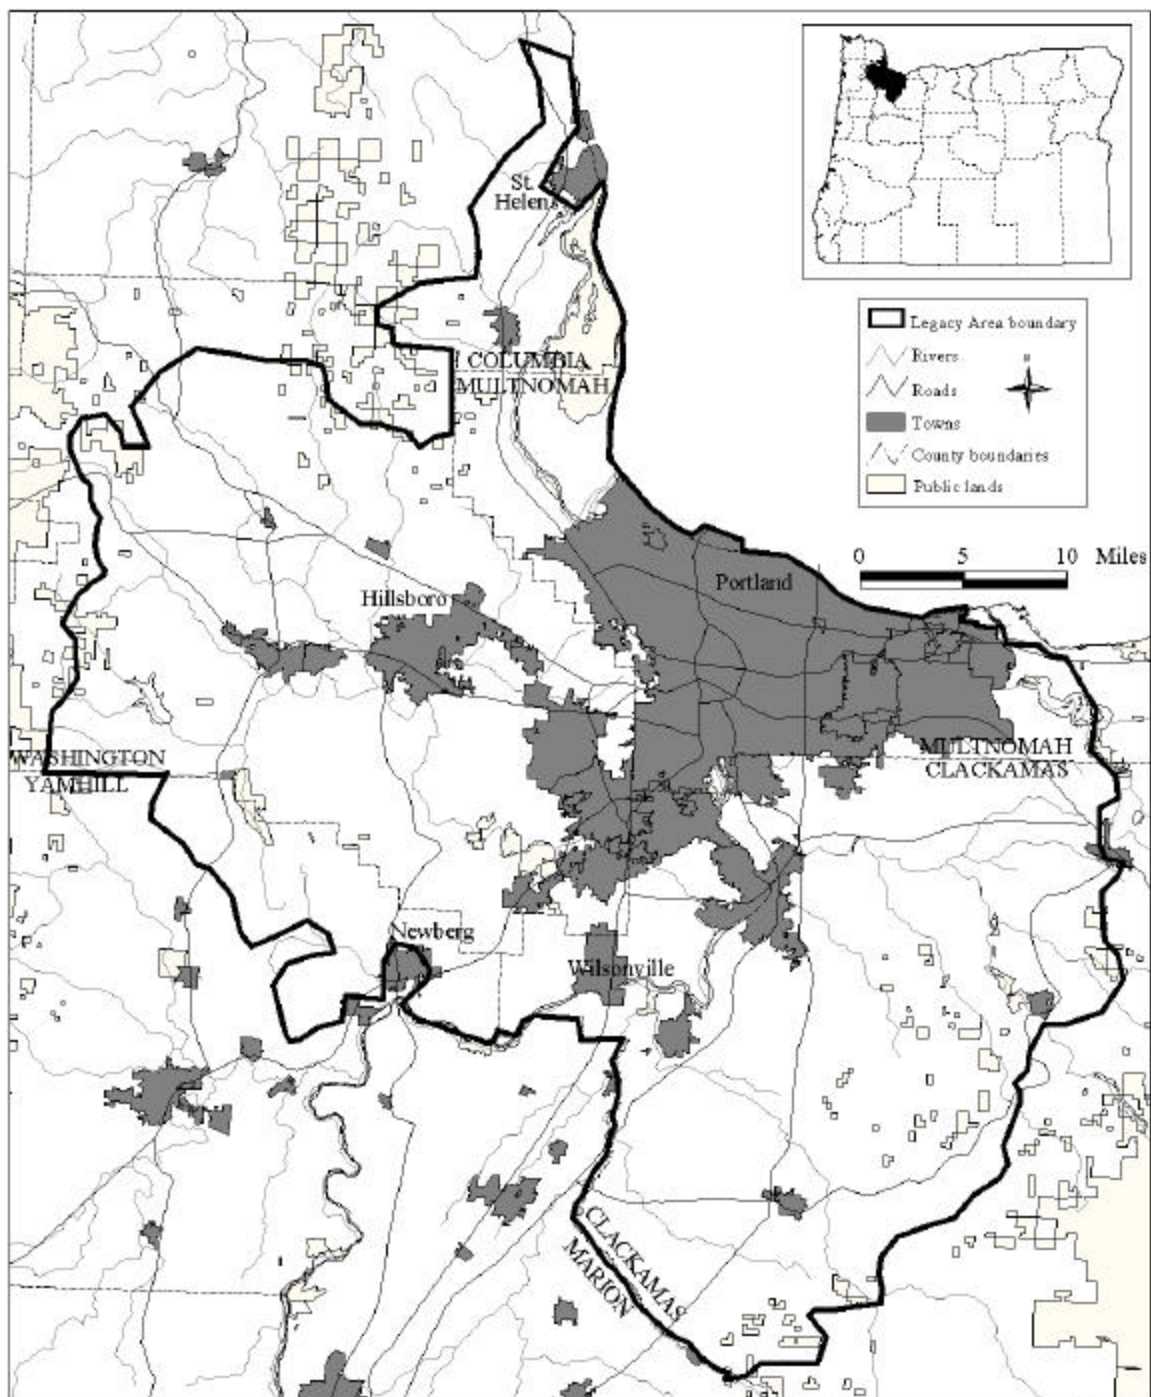 St.
Helens
COLUMBIA
MULTNOMAH
Legacy Area boundary
Rivers
Roads
Towns
County boundaries
Public lands
0 5 10 Miles
Portland
Hillsboro
WASHINGTON
YAMHILL
MULTNOMAH
CLACKAMAS
Newberg
Wilsonville
CLACKAMAS
MARION